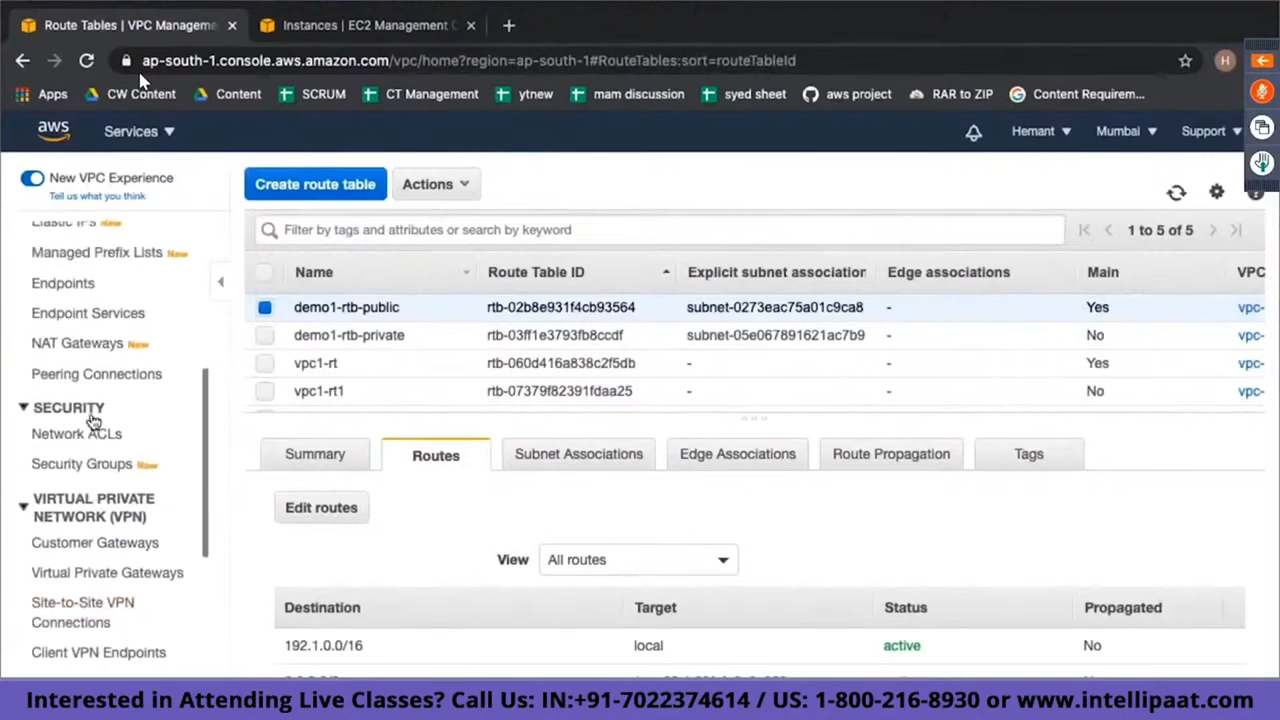 Route Tables | VPC Manageme
Instances | EC2 Management C
ap-south-1.console.aws.amazon.com/vpc/home?region=ap-south-1#RouteTables:sort=routeTableId
H
Apps CW Content Content SCRUM CT Management ytnew mam discussion syed sheet aws project RAR to ZIP Content Requirem...
aws Services Hemant Mumbai Support
New VPC Experience
Tell us what you think
Elastic IPs New
Managed Prefix Lists New
Endpoints
Endpoint Services
NAT Gateways New
Peering Connections
SECURITY
Network ACLs
Security Groups New
VIRTUAL PRIVATE
NETWORK (VPN)
Customer Gateways
Virtual Private Gateways
Site-to-Site VPN
Connections
Client VPN Endpoints
Create route table Actions
Filter by tags and attributes or search by keyword 1 to 5 of 5
Name Route Table ID Explicit subnet association Edge associations Main VPC
demo1-rtb-public rtb-02b8e931f4cb93564 subnet-0273eac75a01c9ca8 - Yes vpc-
demo1-rtb-private rtb-03ff1e3793fb8ccdf subnet-05e067891621ac7b9 - No vpc-
vpc1-rt rtb-060d416a838c2f5db - - Yes vpc-
vpc1-rt1 rtb-07379f82391fdaa25 - - No vpc-
Summary Routes Subnet Associations Edge Associations Route Propagation Tags
Edit routes
View All routes
Destination Target Status Propagated
192.1.0.0/16 local active No
Interested in Attending Live Classes? Call Us: IN:+91-7022374614 / US: 1-800-216-8930 or www.intellipaat.com